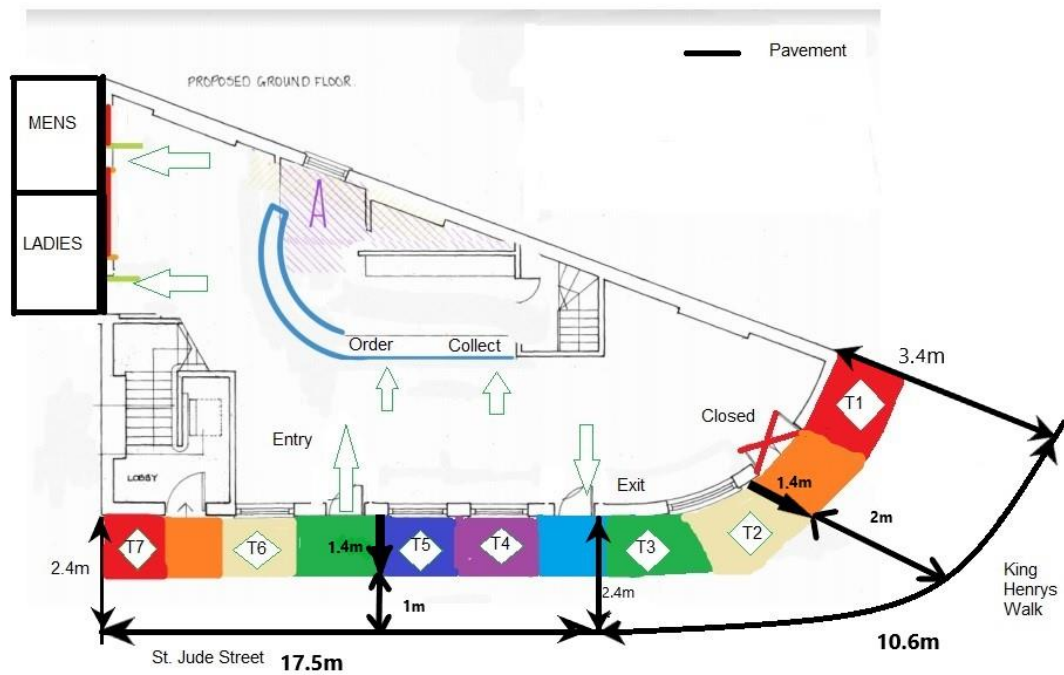 Pavement
PROPOSED GROUND FLOOR.
MENS
LADIES
A
Order
Collect
3.4m
T1
Closed
Entry
Exit
1.4m
2m
LOBBY
T2
T7
T6
1.4m
T5
T4
T3
2.4m
2.4m
1m
King
Henrys
Walk
10.6m
St. Jude Street
17.5m